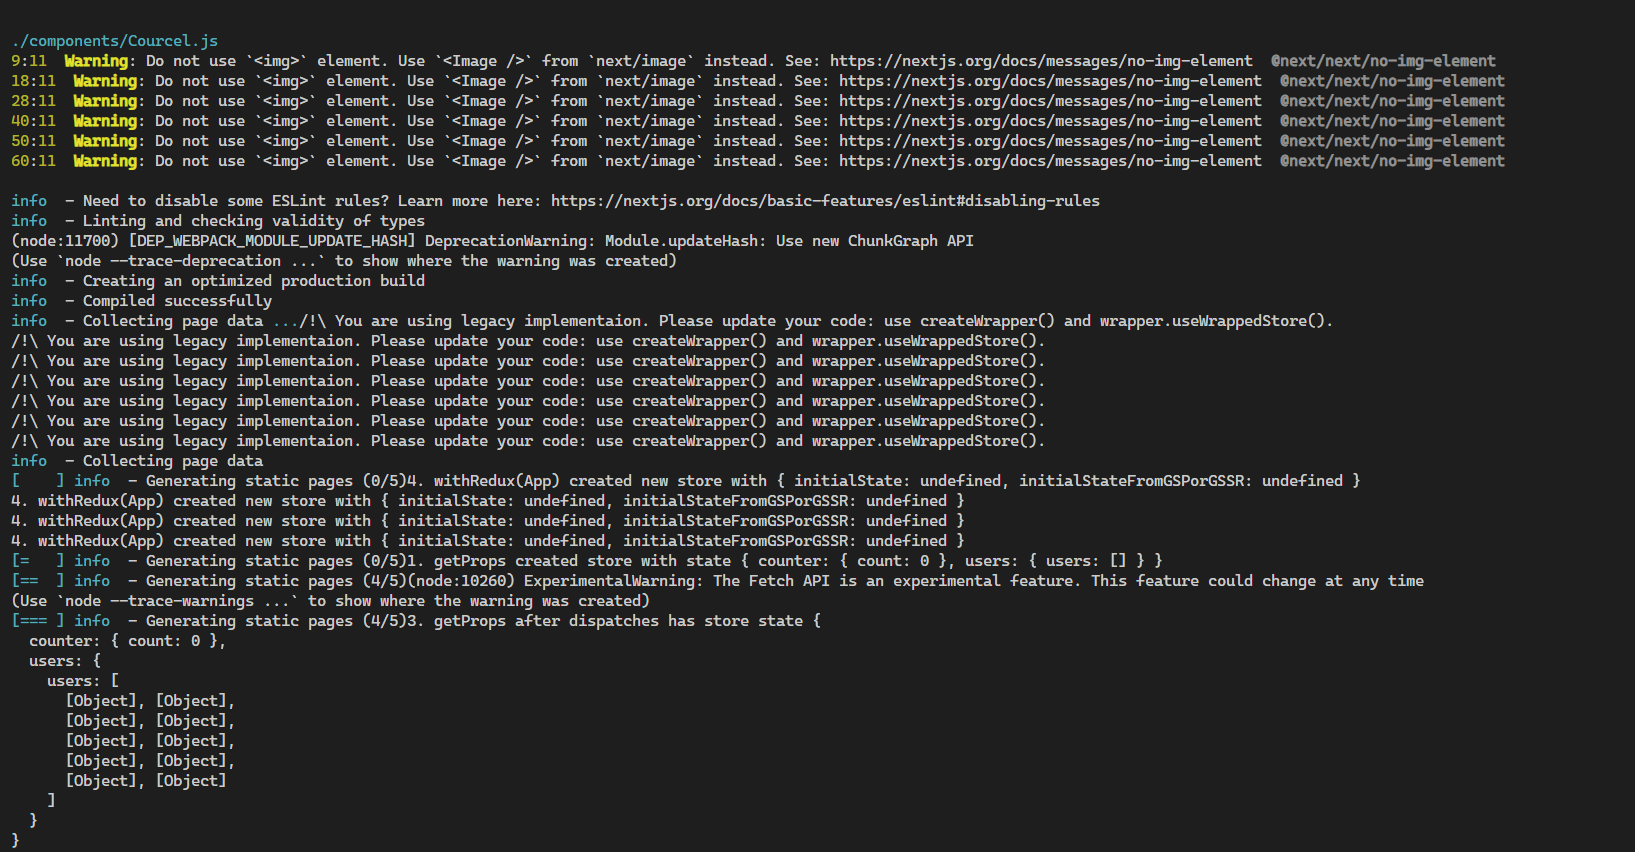 ./components/Courcel.js
9:11  Warning: Do not use `<img>` element. Use `<Image />` from `next/image` instead. See: https://nextjs.org/docs/messages/no-img-element  @next/next/no-img-element
18:11  Warning: Do not use `<img>` element. Use `<Image />` from `next/image` instead. See: https://nextjs.org/docs/messages/no-img-element  @next/next/no-img-element
28:11  Warning: Do not use `<img>` element. Use `<Image />` from `next/image` instead. See: https://nextjs.org/docs/messages/no-img-element  @next/next/no-img-element
40:11  Warning: Do not use `<img>` element. Use `<Image />` from `next/image` instead. See: https://nextjs.org/docs/messages/no-img-element  @next/next/no-img-element
50:11  Warning: Do not use `<img>` element. Use `<Image />` from `next/image` instead. See: https://nextjs.org/docs/messages/no-img-element  @next/next/no-img-element
60:11  Warning: Do not use `<img>` element. Use `<Image />` from `next/image` instead. See: https://nextjs.org/docs/messages/no-img-element  @next/next/no-img-element
info  - Need to disable some ESLint rules? Learn more here: https://nextjs.org/docs/basic-features/eslint#disabling-rules
info  - Linting and checking validity of types
(node:11700) [DEP_WEBPACK_MODULE_UPDATE_HASH] DeprecationWarning: Module.updateHash: Use new ChunkGraph API
(Use `node --trace-deprecation ...` to show where the warning was created)
info  - Creating an optimized production build
info  - Compiled successfully
info  - Collecting page data .../!\ You are using legacy implementaion. Please update your code: use createWrapper() and wrapper.useWrappedStore().
/!\ You are using legacy implementaion. Please update your code: use createWrapper() and wrapper.useWrappedStore().
/!\ You are using legacy implementaion. Please update your code: use createWrapper() and wrapper.useWrappedStore().
/!\ You are using legacy implementaion. Please update your code: use createWrapper() and wrapper.useWrappedStore().
/!\ You are using legacy implementaion. Please update your code: use createWrapper() and wrapper.useWrappedStore().
/!\ You are using legacy implementaion. Please update your code: use createWrapper() and wrapper.useWrappedStore().
/!\ You are using legacy implementaion. Please update your code: use createWrapper() and wrapper.useWrappedStore().
info  - Collecting page data
[    ] info  - Generating static pages (0/5)4. withRedux(App) created new store with { initialState: undefined, initialStateFromGSPorGSSR: undefined }
4. withRedux(App) created new store with { initialState: undefined, initialStateFromGSPorGSSR: undefined }
4. withRedux(App) created new store with { initialState: undefined, initialStateFromGSPorGSSR: undefined }
4. withRedux(App) created new store with { initialState: undefined, initialStateFromGSPorGSSR: undefined }
[=   ] info  - Generating static pages (0/5)1. getProps created store with state { counter: { count: 0 }, users: { users: [] } }
[==  ] info  - Generating static pages (4/5)(node:10260) ExperimentalWarning: The Fetch API is an experimental feature. This feature could change at any time
(Use `node --trace-warnings ...` to show where the warning was created)
[=== ] info  - Generating static pages (4/5)3. getProps after dispatches has store state {
  counter: { count: 0 },
  users: {
    users: [
      [Object], [Object],
      [Object], [Object],
      [Object], [Object],
      [Object], [Object],
      [Object], [Object]
    ]
  }
}